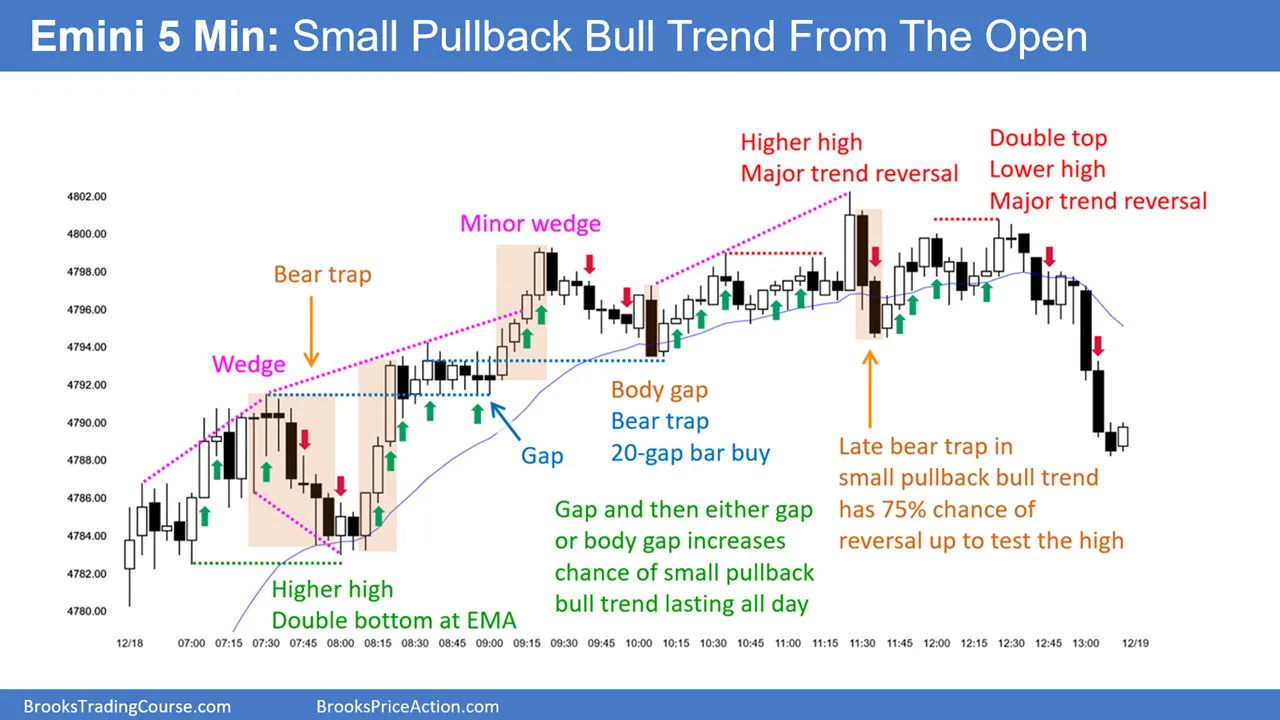 Emini 5 Min: Small Pullback Bull Trend From The Open
Higher high
Major trend reversal
Double top
Lower high
Major trend reversal
Minor wedge
Bear trap
Wedge
4802.00
4800.00
4798.00
4796.00
4794.00
4792.00
4790.00
4788.00
4786.00
4784.00
4782.00
4780.00
Gap
Body gap
Bear trap
20-gap bar buy
Late bear trap in
small pullback bull trend
has 75% chance of
reversal up to test the high
Gap and then either gap
or body gap increases
chance of small pullback
bull trend lasting all day
Higher high
Double bottom at EMA
12/18 07:00 07:15 07:30 07:45 08:00 08:15 08:30 08:45 09:00 09:15 09:30 09:45 10:00 10:15 10:30 10:45 11:00 11:15 11:30 11:45 12:00 12:15 12:30 12:45 13:00 12/19
BrooksTradingCourse.com
BrooksPriceAction.com